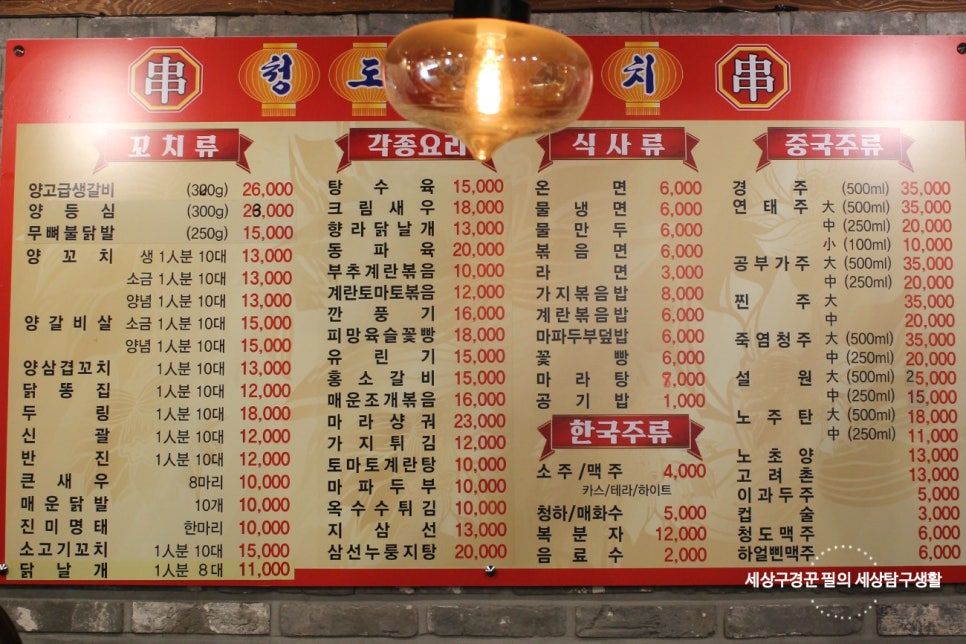 串 청 도 치 串
꼬치류
양고급생갈비 (300g) 26,000
양등심 (300g) 28,000
무뼈불닭발 (250g) 15,000
양꼬치 생 1人분 10대 13,000
소금 1人분 10대 13,000
양념 1人분 10대 13,000
양갈비살 소금 1人분 10대 15,000
양념 1人분 10대 15,000
양삼겹꼬치 1人분 10대 13,000
닭똥집 1人분 10대 12,000
두링 1人분 10대 18,000
신괄 1人분 10대 12,000
반진 1人분 10대 12,000
큰새우 8마리 10,000
매운닭발 10개 10,000
진미명태 한마리 10,000
소고기꼬치 1人분 10대 15,000
닭날개 1人분 8대 11,000
각종요리
탕수육 15,000
크림새우 18,000
향라닭날개 13,000
동파육 20,000
부추계란볶음 10,000
계란토마토볶음 12,000
깐풍기 16,000
피망육슬꽃빵 18,000
유린기 15,000
홍소갈비 15,000
매운조개볶음 16,000
마라샹궈 23,000
가지튀김 12,000
토마토계란탕 10,000
마파두부 10,000
옥수수튀김 10,000
지삼선 13,000
삼선누룽지탕 20,000
식사류
온면 6,000
물냉면 6,000
물만두 6,000
볶음면 6,000
라면 3,000
가지볶음밥 8,000
계란볶음밥 6,000
마파두부덮밥 6,000
꽃빵 6,000
마라탕 7,000
공기밥 1,000
한국주류
소주/맥주 4,000
카스/테라/하이트
청하/매화수 5,000
복분자 12,000
음료수 2,000
중국주류
경주 (500ml) 35,000
연태주 大 (500ml) 35,000
中 (250ml) 20,000
小 (100ml) 10,000
공부가주 大 (500ml) 35,000
中 (250ml) 20,000
찐주 大 35,000
中 20,000
죽엽청주 大 (500ml) 35,000
中 (250ml) 20,000
설원 大 (500ml) 25,000
中 (250ml) 15,000
노주탄 大 (500ml) 18,000
中 (250ml) 11,000
노초양 13,000
고려촌 13,000
이과두주 5,000
컵술 3,000
청도맥주 6,000
하얼삔맥주 6,000
세상구경꾼 필의 세상탐구생활